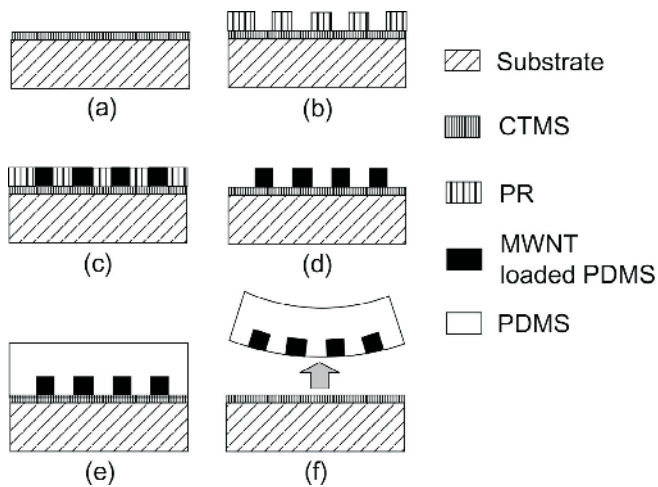 (a)
(b)
(c)
(d)
(e)
(f)
Substrate
CTMS
PR
MWNT
loaded PDMS
PDMS